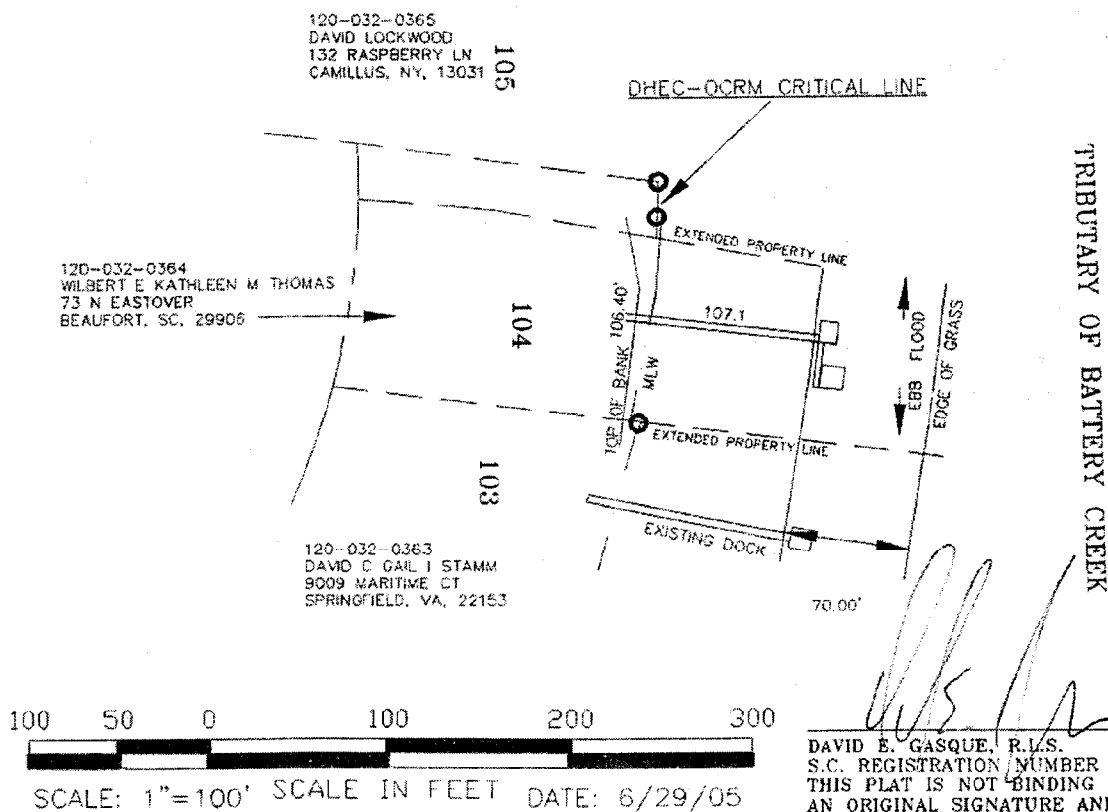 120-032-0365
DAVID LOCKWOOD
132 RASPBERRY LN
CAMILLUS, NY, 13031
105
DHEC-OCRM CRITICAL LINE
TRIBUTARY OF BATTERY CREEK
EXTENDED PROPERTY LINE
120-032-0364
WILBERT E KATHLEEN M THOMAS
73 N EASTOVER
BEAUFORT, SC, 29906
104
106.40'
107.1
TOP OF BANK
MLW
EBB FLOOD
EDGE OF GRASS
EXTENDED PROPERTY LINE
103
EXISTING DOCK
120-032-0363
DAVID C GAIL I STAMM
9009 MARITIME CT
SPRINGFIELD, VA, 22153
70.00'
100 50 0 100 200 300
SCALE: 1"=100' SCALE IN FEET DATE: 6/29/05
DAVID E. GASQUE, R.L.S.
S.C. REGISTRATION NUMBER
THIS PLAT IS NOT BINDING
AN ORIGINAL SIGNATURE AND